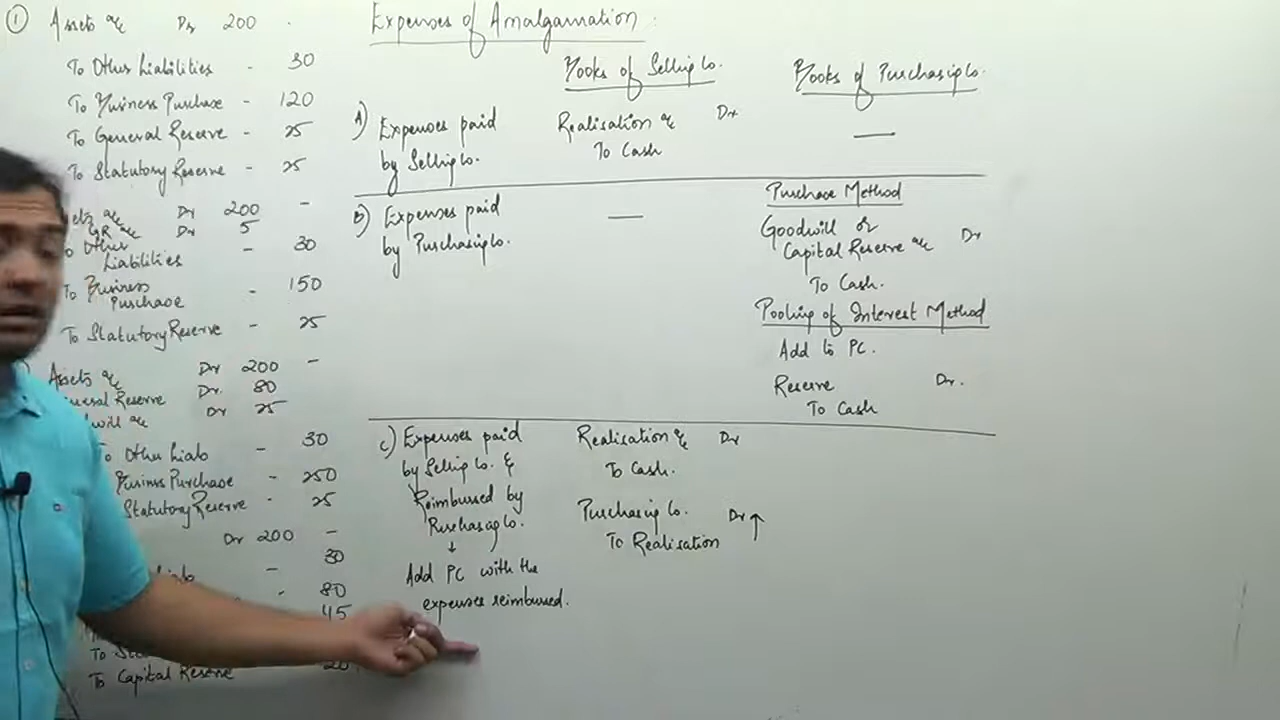 ① Assets a/c Dr 200
To Other Liabilities - 30
To Business Purchase - 120
To General Reserve - 25
To Statutory Reserve - 25
a/c Dr 200 -
GR a/c Dr 5
Other Liabilities - 30
To Business Purchase - 150
To Statutory Reserve - 25
Assets a/c Dr 200 -
Reserve Dr. 80
a/c Dr 25
To Other Liab - 30
Business Purchase - 250
Statutory Reserve - 25
Dr 200 -
- 30
- 80
45
To
To Capital Reserve 20
Expenses of Amalgamation
Books of Selling Co. Books of Purchasing Co.
A) Expenses paid by Selling Co.
Realisation a/c Dr
To Cash
—
B) Expenses paid by Purchasing Co.
—
Purchase Method
Goodwill or
Capital Reserve a/c Dr
To Cash.
Pooling of Interest Method
Add to PC.
Reserve Dr.
To Cash
C) Expenses paid
by Selling Co. &
Reimbursed by
Purchasing Co.
↓
Add PC with the
expenses reimbursed.
Realisation a/c Dr
To Cash.
Purchasing Co. Dr ↑
To Realisation